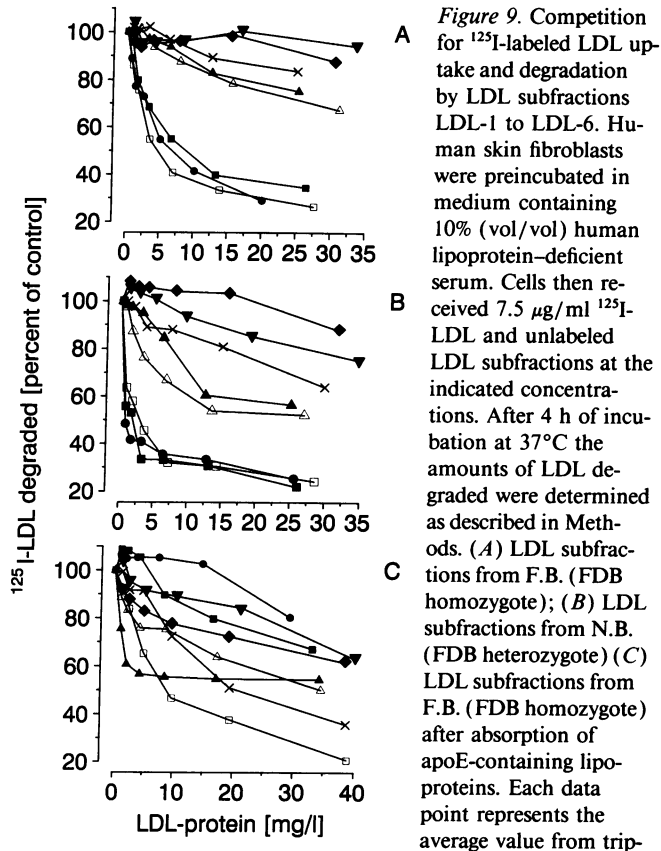 125I-LDL degraded [percent of control]
A
100
80
60
40
20
0 5 10 15 20 25 30 35
B
100
80
60
40
20
0 5 10 15 20 25 30 35
C
100
80
60
40
20
0 10 20 30 40
LDL-protein [mg/l]
Figure 9. Competition
for 125I-labeled LDL up-
take and degradation
by LDL subfractions
LDL-1 to LDL-6. Hu-
man skin fibroblasts
were preincubated in
medium containing
10% (vol/vol) human
lipoprotein–deficient
serum. Cells then re-
ceived 7.5 μg/ml 125I-
LDL and unlabeled
LDL subfractions at the
indicated concentra-
tions. After 4 h of incu-
bation at 37°C the
amounts of LDL de-
graded were determined
as described in Meth-
ods. (A) LDL subfrac-
tions from F.B. (FDB
homozygote); (B) LDL
subfractions from N.B.
(FDB heterozygote) (C)
LDL subfractions from
F.B. (FDB homozygote)
after absorption of
apoE-containing lipo-
proteins. Each data
point represents the
average value from trip-